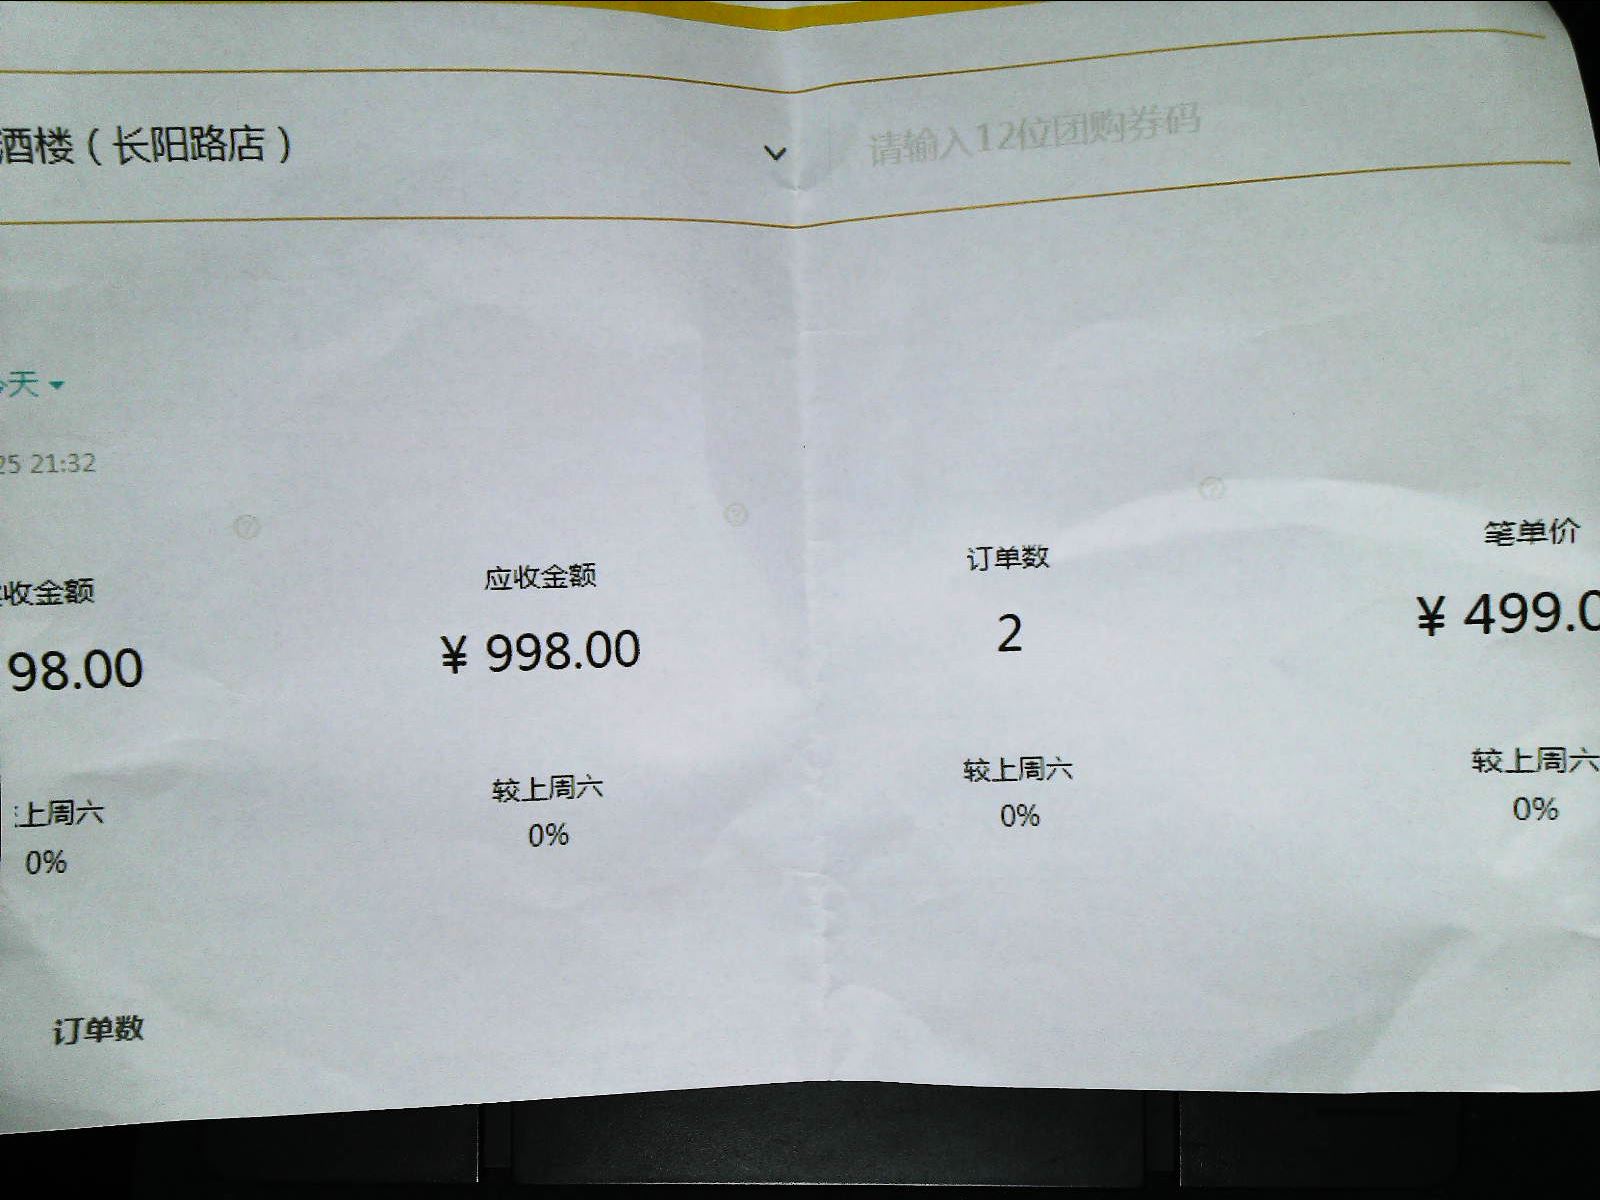 酒楼（长阳路店）
请输入12位团购券码
今天
25 21:32
收金额
98.00
应收金额
¥ 998.00
订单数
2
笔单价
¥ 499.0
上周六
0%
较上周六
0%
较上周六
0%
较上周六
0%
订单数